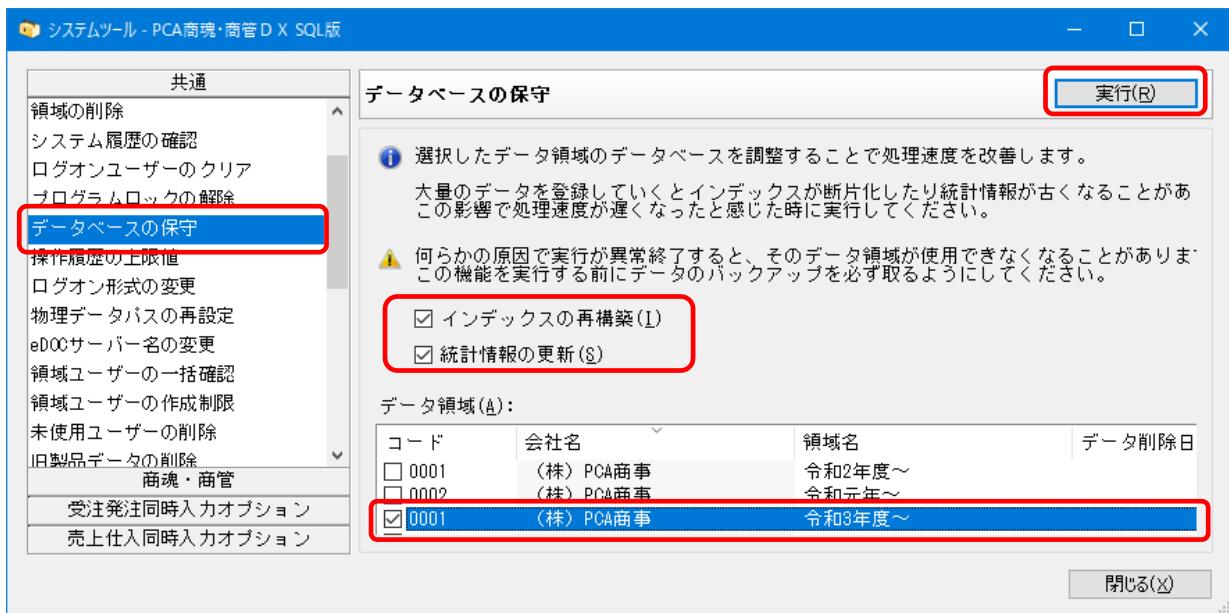 システムツール - PCA商魂・商管ＤＸ SQL版
共通
領域の削除
システム履歴の確認
ログオンユーザーのクリア
プログラムロックの解除
データベースの保守
操作履歴の上限値
ログオン形式の変更
物理データパスの再設定
eDOCサーバー名の変更
領域ユーザーの一括確認
領域ユーザーの作成制限
未使用ユーザーの削除
旧製品データの削除
商魂・商管
受注発注同時入力オプション
売上仕入同時入力オプション
データベースの保守
実行(R)
選択したデータ領域のデータベースを調整することで処理速度を改善します。
大量のデータを登録していくとインデックスが断片化したり統計情報が古くなることがあ
この影響で処理速度が遅くなったと感じた時に実行してください。
何らかの原因で実行が異常終了すると、そのデータ領域が使用できなくなることがありま
この機能を実行する前にデータのバックアップを必ず取るようにしてください。
インデックスの再構築(I)
統計情報の更新(S)
データ領域(A):
コード 会社名 領域名 データ削除日
0001 （株）PCA商事 令和2年度～
0002 （株）PCA商事 令和元年～
0001 （株）PCA商事 令和3年度～
閉じる(X)